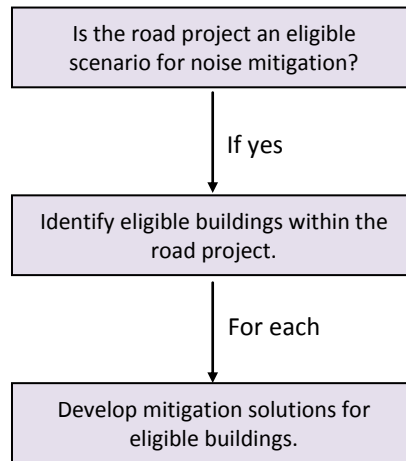 Is the road project an eligible
scenario for noise mitigation?
If yes
Identify eligible buildings within the
road project.
For each
Develop mitigation solutions for
eligible buildings.